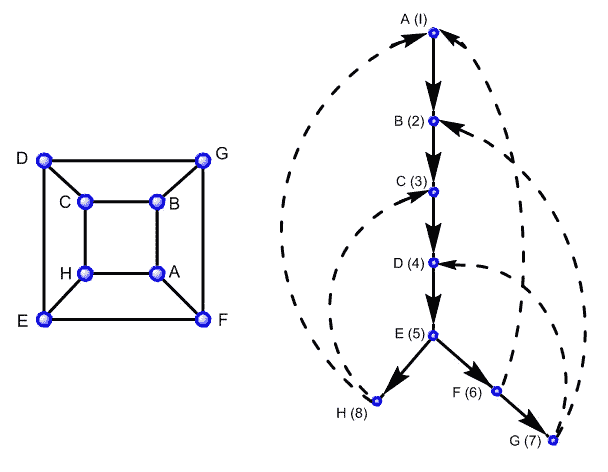 D
G
C
B
H
A
E
F
A (I)
B (2)
C (3)
D (4)
E (5)
F (6)
H (8)
G (7)